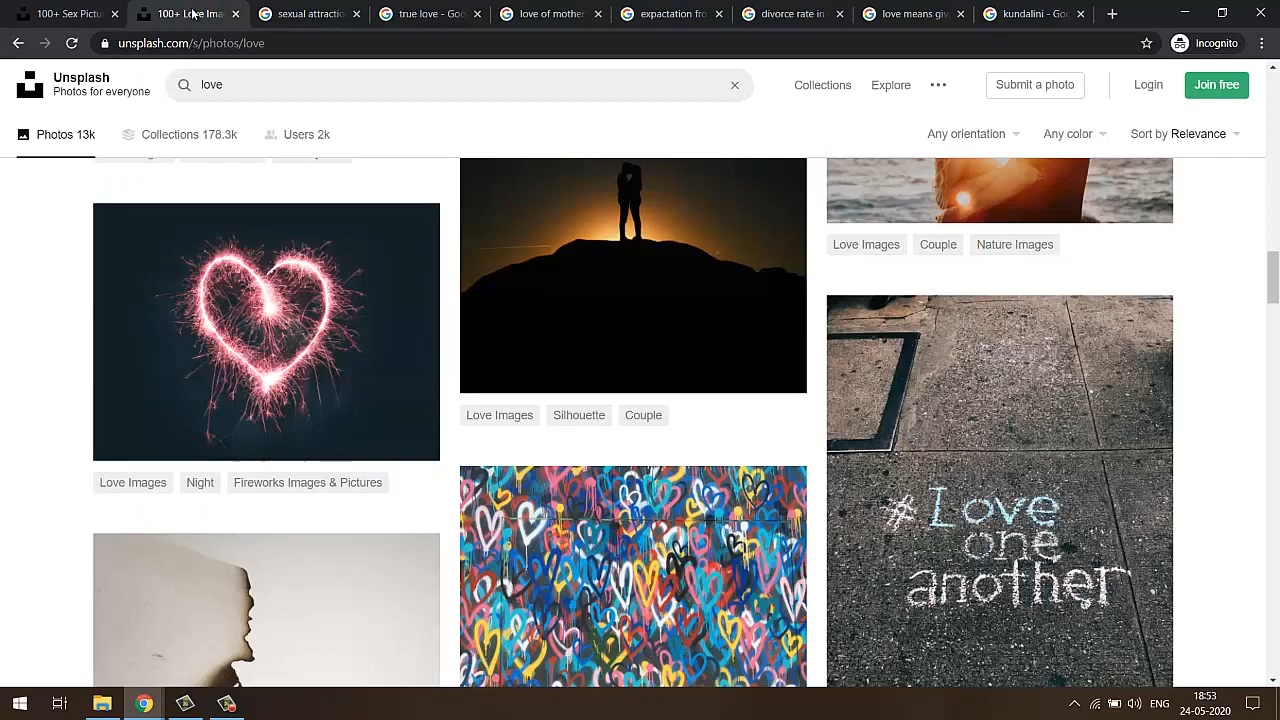 100+ Sex Pictures
100+ Love Ima
sexual attractio
true love - Goo
love of mother
expactation fro
divorce rate in
love means giv
kundalini - Goo
unsplash.com/s/photos/love
Incognito
Unsplash
Photos for everyone
love
Collections
Explore
Submit a photo
Login
Join free
Photos 13k
Collections 178.3k
Users 2k
Any orientation
Any color
Sort by Relevance
Love Images
Couple
Nature Images
Love Images
Silhouette
Couple
Love Images
Night
Fireworks Images & Pictures
# Love
one
another
ENG
18:53
24-05-2020